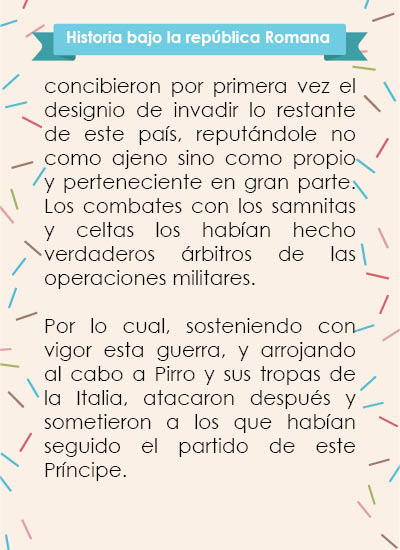 Historia bajo la república Romana
concibieron por primera vez el
designio de invadir lo restante
de este país, reputándole no
como ajeno sino como propio
y perteneciente en gran parte.
Los combates con los samnitas
y celtas los habían hecho
verdaderos árbitros de las
operaciones militares.
Por lo cual, sosteniendo con
vigor esta guerra, y arrojando
al cabo a Pirro y sus tropas de
la Italia, atacaron después y
sometieron a los que habían
seguido el partido de este
Príncipe.